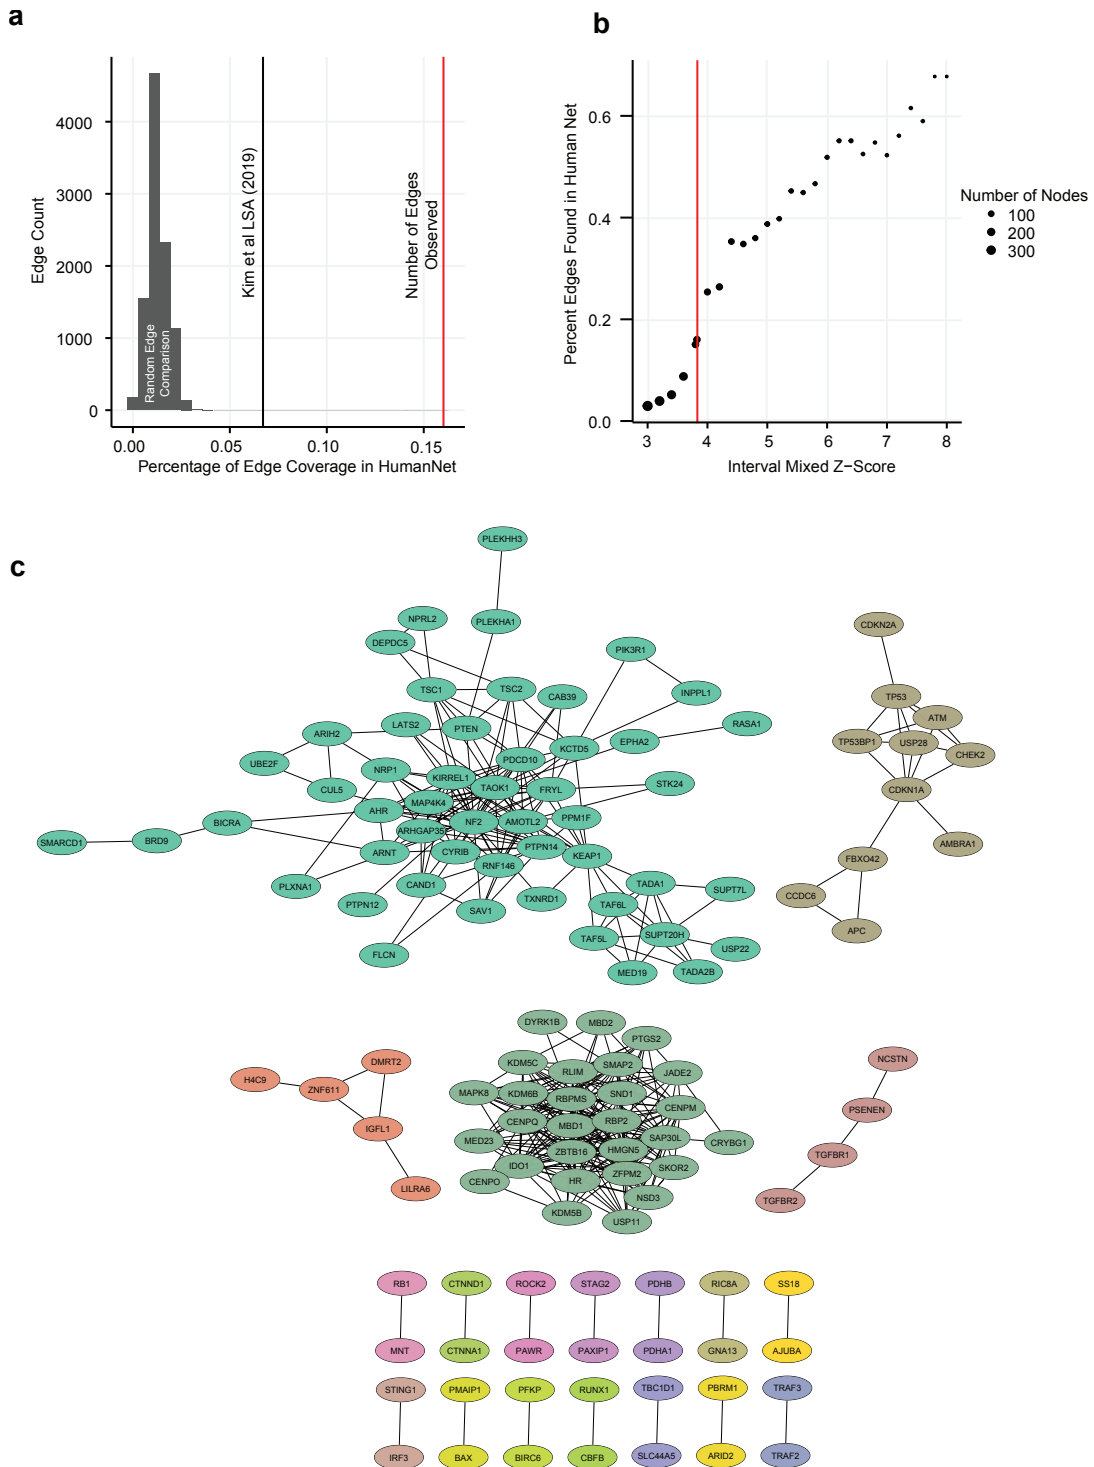 a
b
4000
3000
2000
1000
0
Edge Count
Random Edge
Comparison
Kim et al LSA (2019)
Number of Edges
Observed
0.00
0.05
0.10
0.15
Percentage of Edge Coverage in HumanNet
0.6
0.4
0.2
0.0
Percent Edges Found in Human Net
3
4
5
6
7
8
Interval Mixed Z−Score
Number of Nodes
100
200
300
c
PLEKHH3
NPRL2
PLEKHA1
DEPDC5
PIK3R1
TSC1
TSC2
CAB39
INPPL1
LATS2
PTEN
RASA1
ARIH2
KCTD5
EPHA2
UBE2F
NRP1
PDCD10
KIRREL1
CUL5
TAOK1
FRYL
STK24
MAP4K4
AHR
BICRA
NF2
AMOTL2
PPM1F
ARHGAP35
SMARCD1
BRD9
ARNT
CYRIB
PTPN14
KEAP1
RNF146
PLXNA1
CAND1
TADA1
SUPT7L
PTPN12
SAV1
TXNRD1
TAF6L
TAF5L
SUPT20H
USP22
FLCN
MED19
TADA2B
CDKN2A
TP53
ATM
TP53BP1
USP28
CHEK2
CDKN1A
AMBRA1
FBXO42
CCDC6
APC
DMRT2
H4C9
ZNF611
IGFL1
LILRA6
DYRK1B
MBD2
PTGS2
KDM5C
RLIM
SMAP2
JADE2
MAPK8
KDM6B
RBPMS
SND1
CENPM
CENPQ
MBD1
RBP2
MED23
SAP30L
CRYBG1
ZBTB16
HMGN5
IDO1
SKOR2
CENPO
HR
ZFPM2
NSD3
KDM5B
USP11
NCSTN
PSENEN
TGFBR1
TGFBR2
RB1
CTNND1
ROCK2
STAG2
PDHB
RIC8A
SS18
MNT
CTNNA1
PAWR
PAXIP1
PDHA1
GNA13
AJUBA
STING1
PMAIP1
PFKP
RUNX1
TBC1D1
PBRM1
TRAF3
IRF3
BAX
BIRC6
CBFB
SLC44A5
ARID2
TRAF2